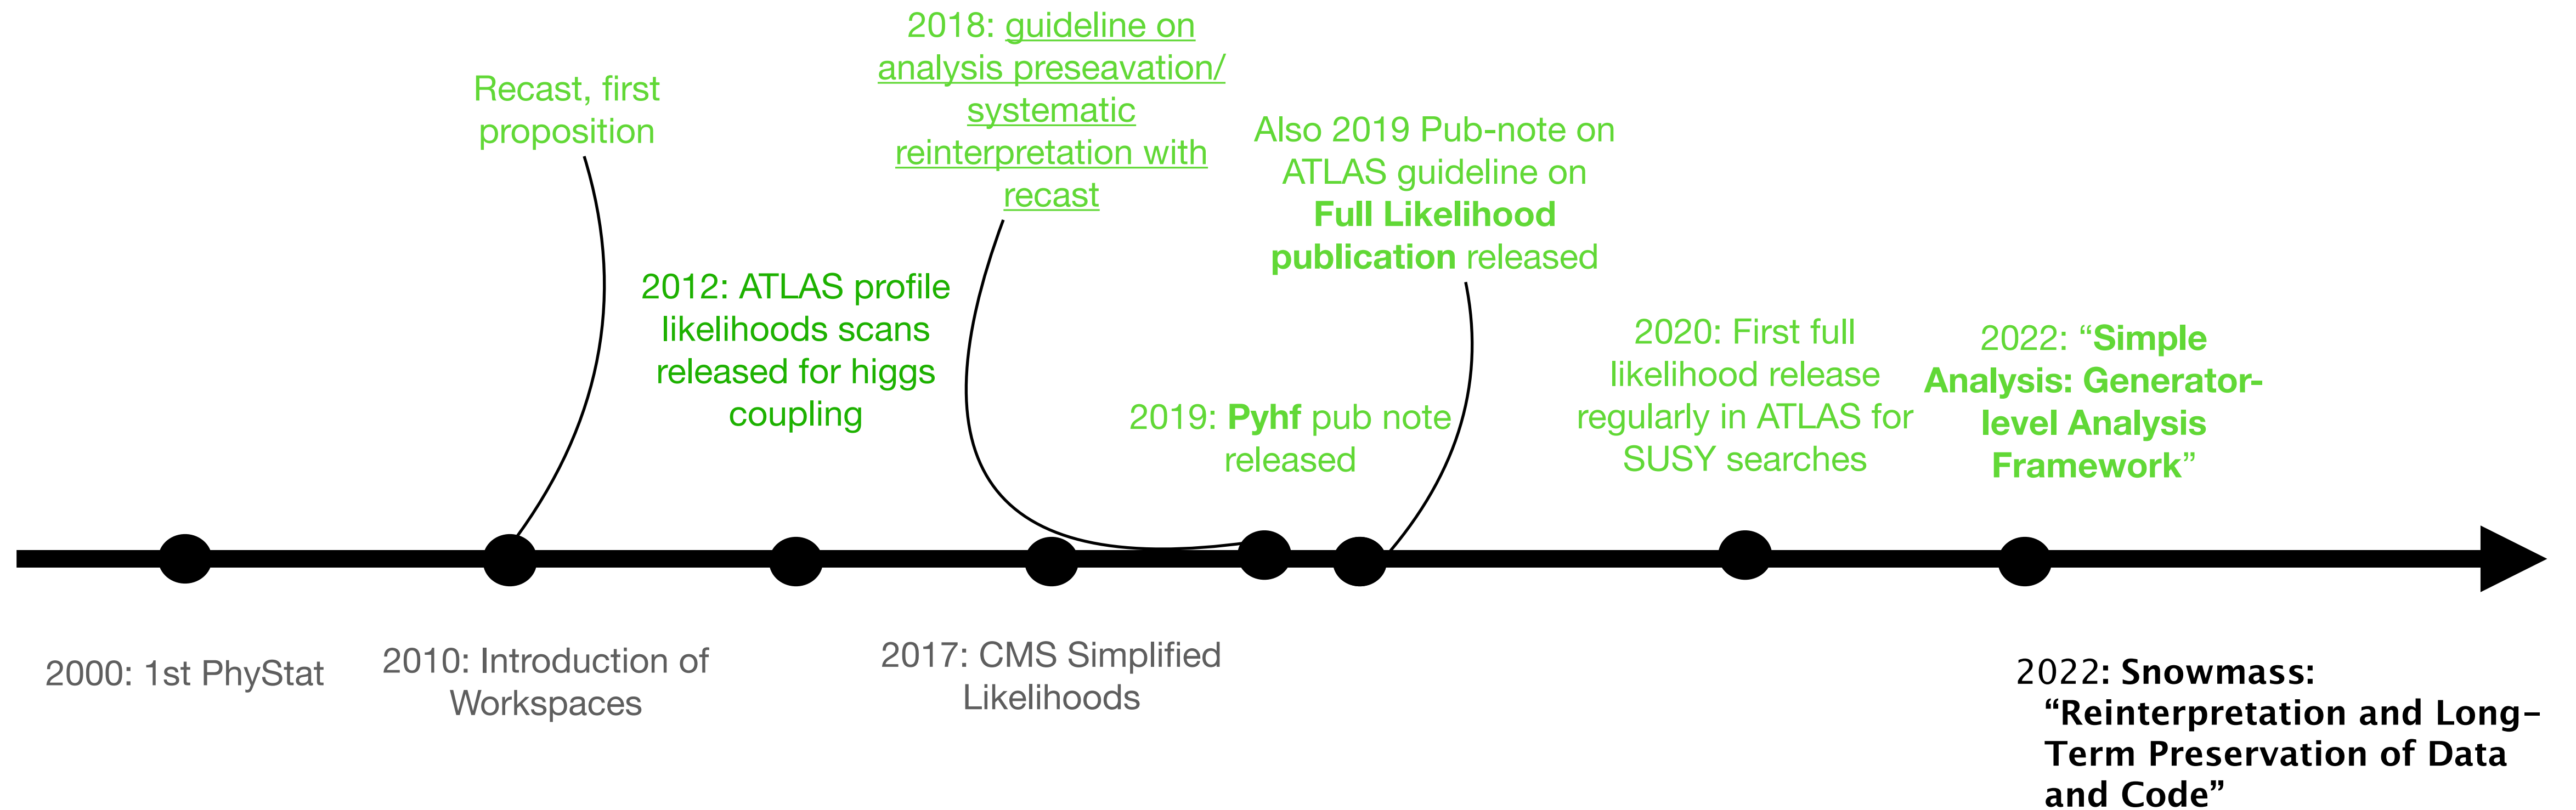 Recast, first
proposition
2018: guideline on
analysis preseavation/
systematic
reinterpretation with
recast
Also 2019 Pub-note on
ATLAS guideline on
Full Likelihood
publication released
2012: ATLAS profile
likelihoods scans
released for higgs
coupling
2019: Pyhf pub note
released
2020: First full
likelihood release
regularly in ATLAS for
SUSY searches
2022: “Simple
Analysis: Generator-
level Analysis
Framework”
2000: 1st PhyStat
2010: Introduction of
Workspaces
2017: CMS Simplified
Likelihoods
2022: Snowmass:
“Reinterpretation and Long-
Term Preservation of Data
and Code”